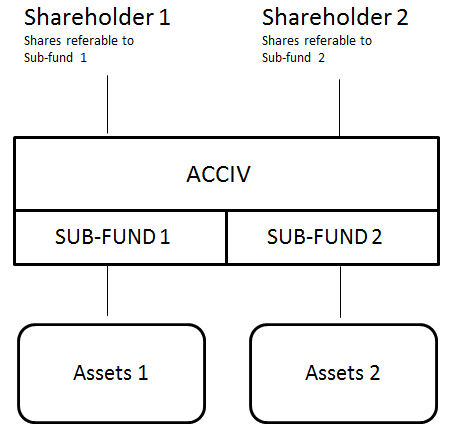 Shareholder 1
Shares referable to
Sub-fund 1
Shareholder 2
Shares referable to
Sub-fund 2
ACCIV
SUB-FUND 1
SUB-FUND 2
Assets 1
Assets 2